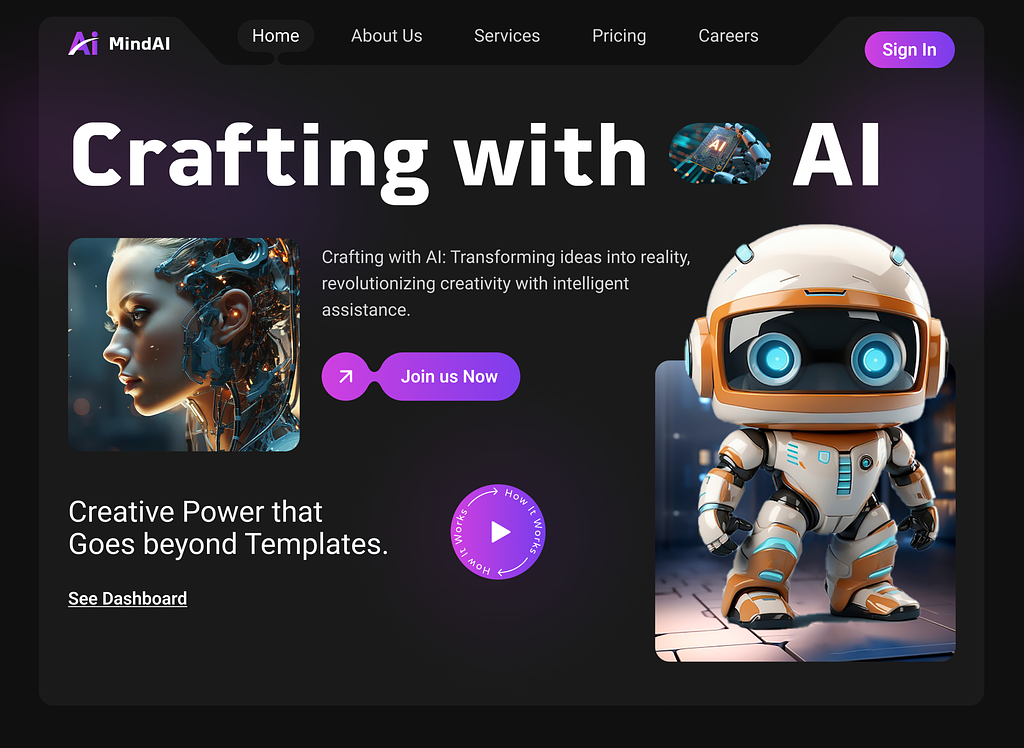 Ai MindAI
Home
About Us
Services
Pricing
Careers
Sign In
Crafting with AI AI
Crafting with AI: Transforming ideas into reality,
revolutionizing creativity with intelligent
assistance.
Join us Now
Creative Power that
Goes beyond Templates.
See Dashboard
How It Works
How It Works